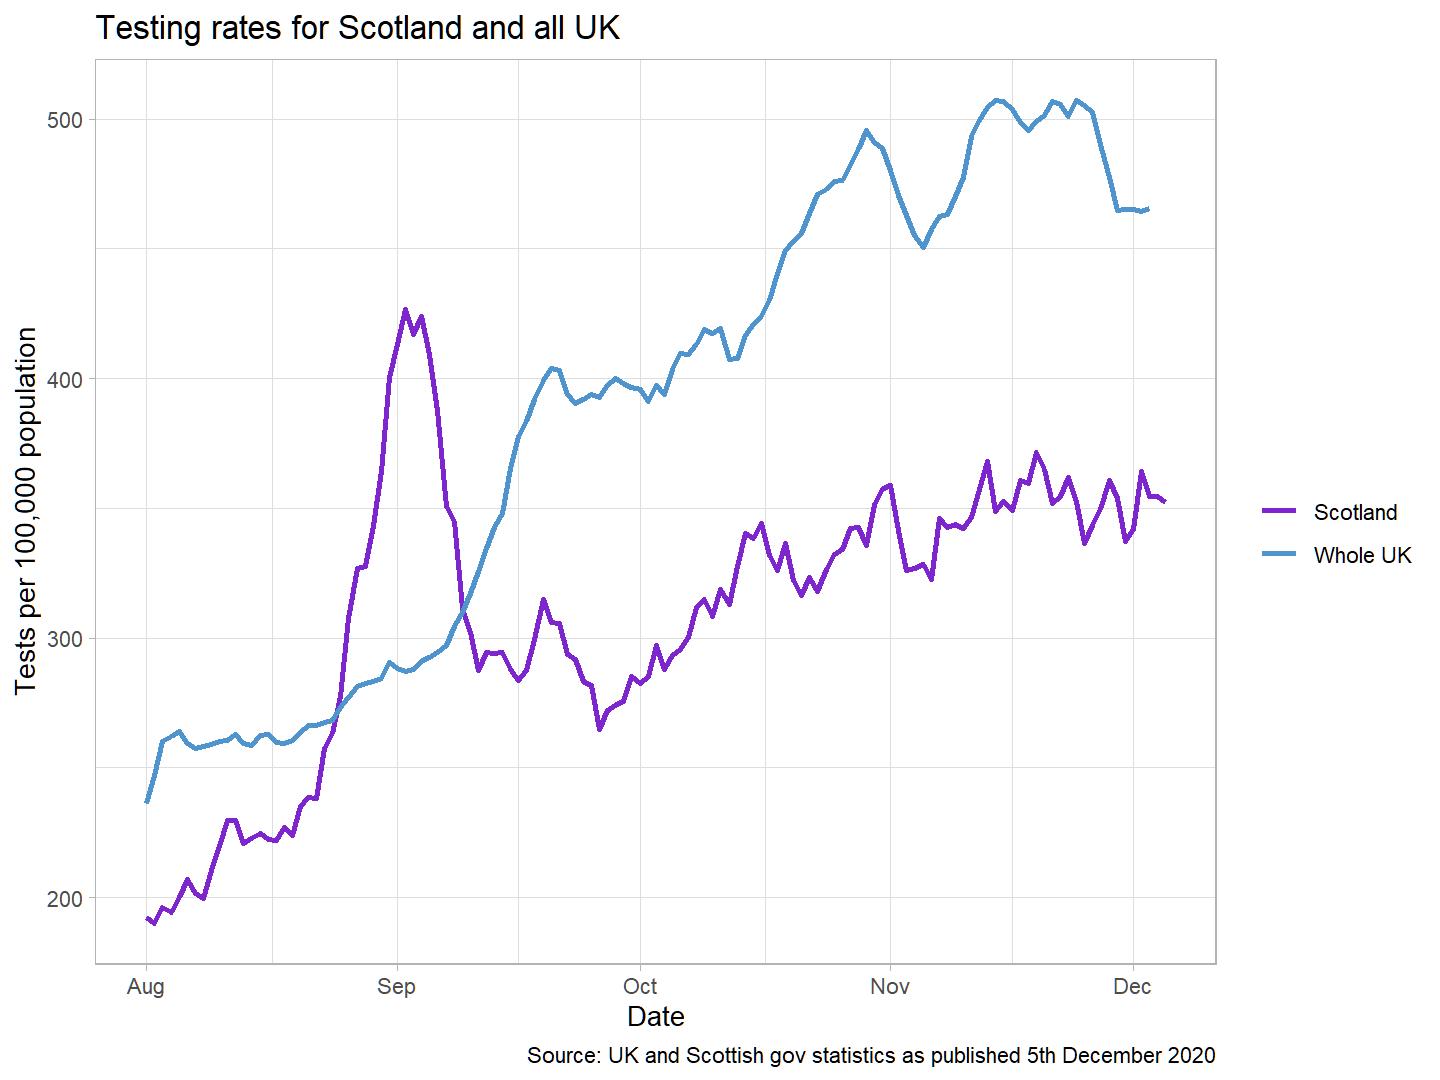 Testing rates for Scotland and all UK
Tests per 100,000 population
500
400
300
200
Aug Sep Oct Nov Dec
Date
Scotland
Whole UK
Source: UK and Scottish gov statistics as published 5th December 2020